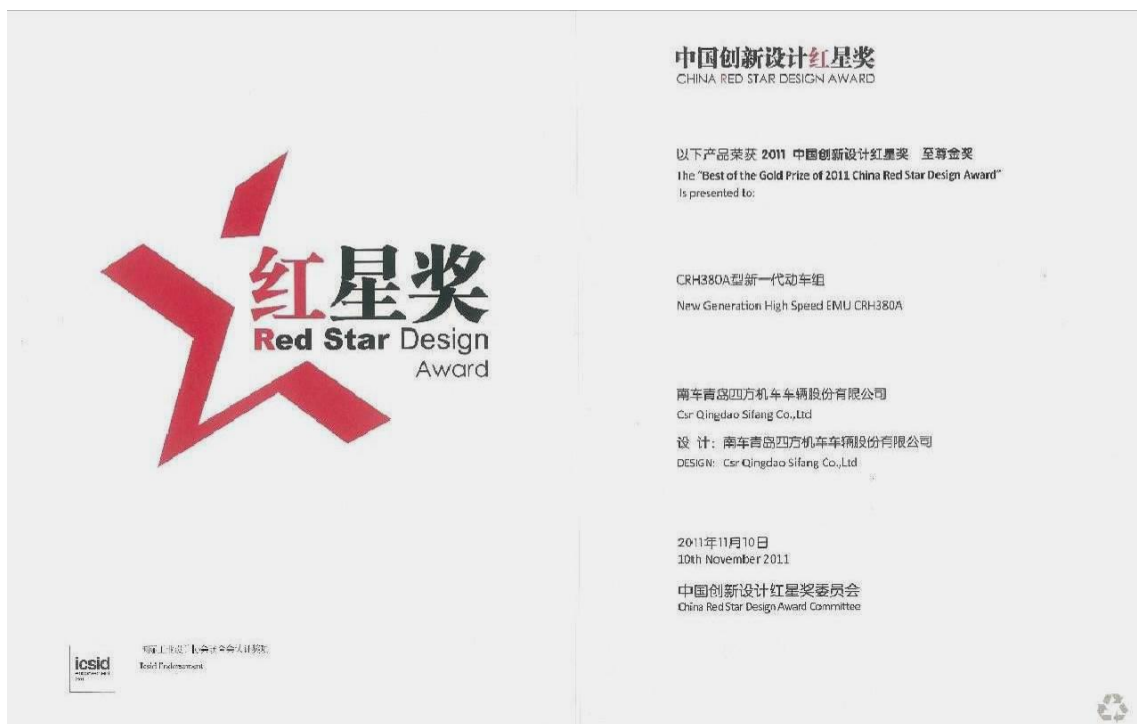 红星奖
Red Star Design
Award
icsid
Icsid Endorsement
中国创新设计红星奖
CHINA RED STAR DESIGN AWARD
以下产品荣获 2011 中国创新设计红星奖 至尊金奖
The "Best of the Gold Prize of 2011 China Red Star Design Award"
Is presented to:
CRH380A型新一代动车组
New Generation High Speed EMU CRH380A
南车青岛四方机车车辆股份有限公司
Csr Qingdao Sifang Co.,Ltd
设 计：南车青岛四方机车车辆股份有限公司
DESIGN: Csr Qingdao Sifang Co.,Ltd
2011年11月10日
10th November 2011
中国创新设计红星奖委员会
China Red Star Design Award Committee